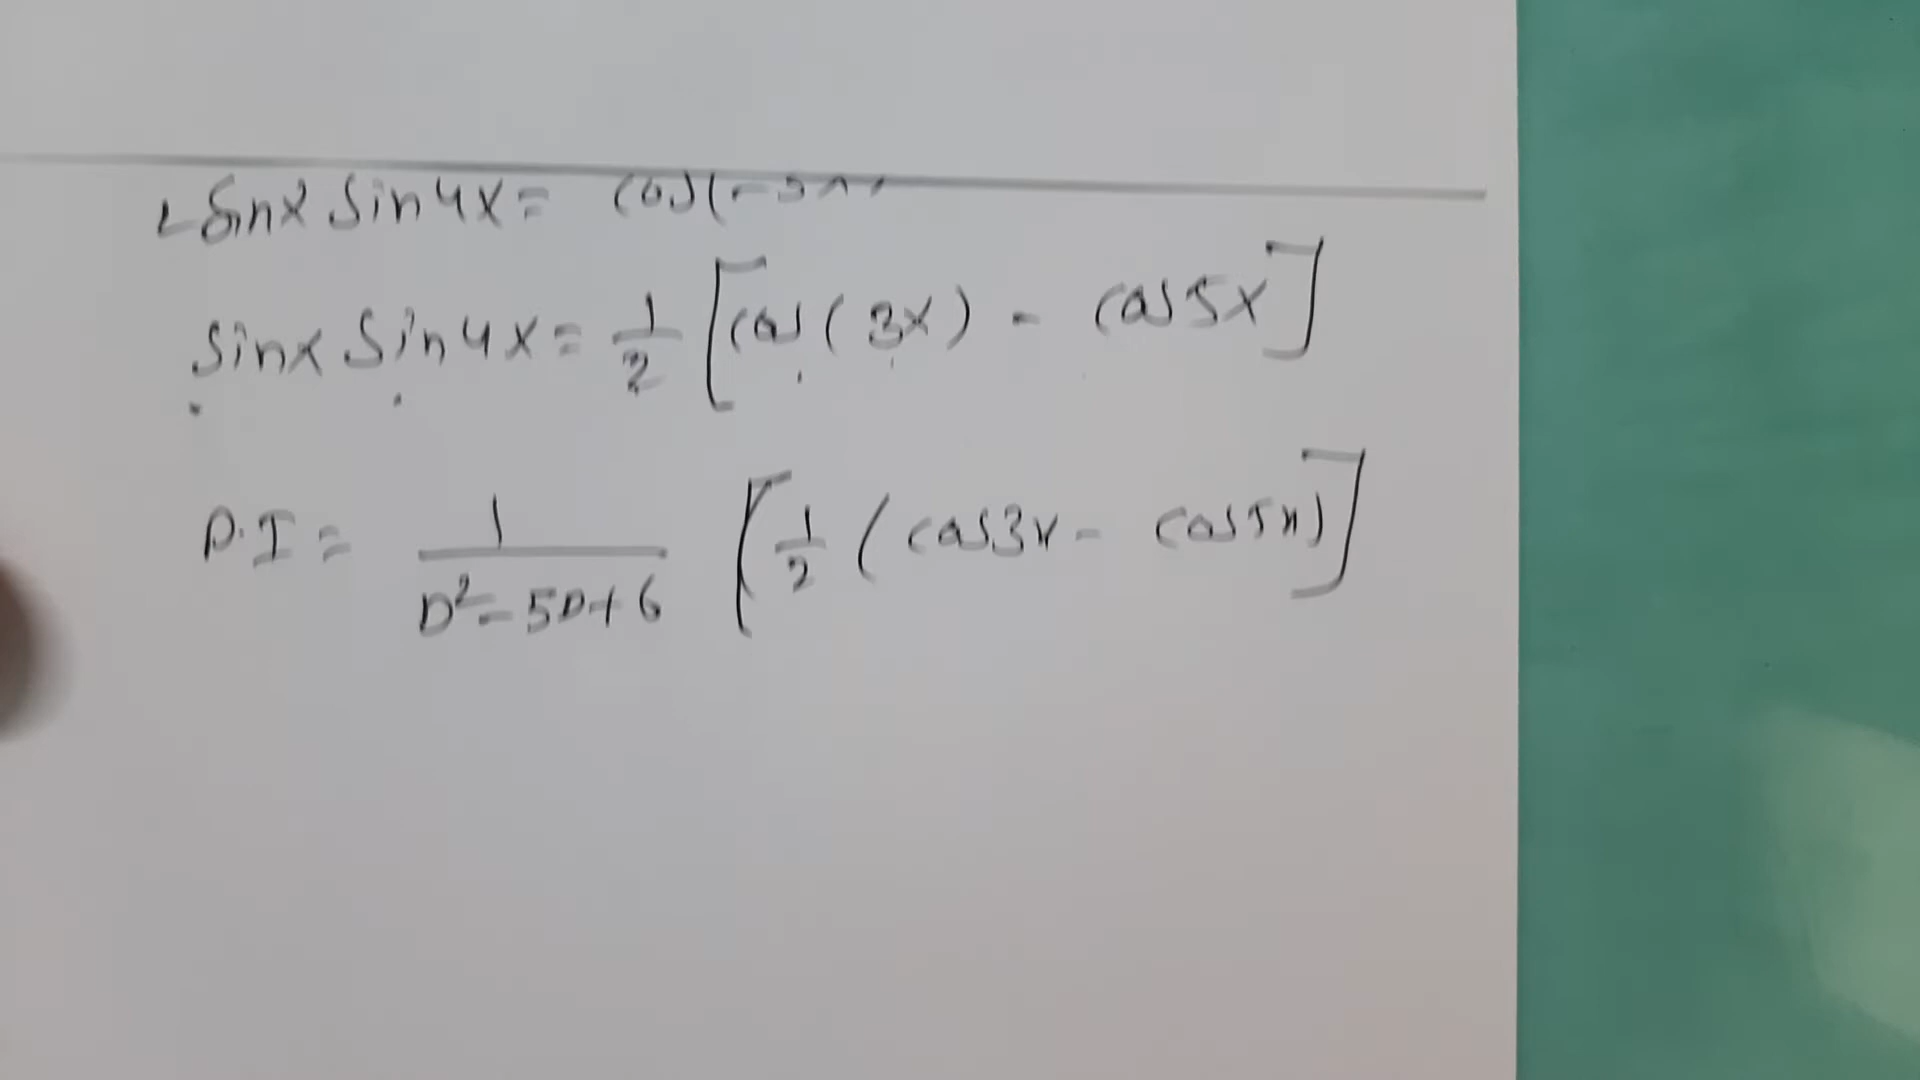 2 sinx sin4x = cos(-3x)
sinx sin4x = 1/2 [cos(3x) - cos5x]
P.I = 1/(D²-5D+6) [1/2 (cos3x - cos5x)]